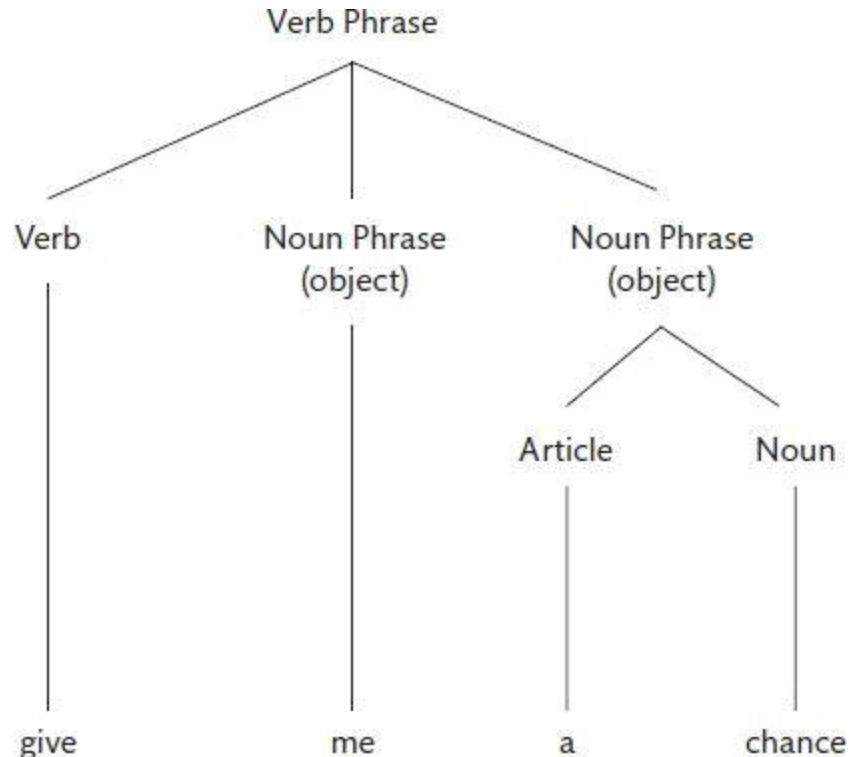 Verb Phrase
Verb
Noun Phrase
(object)
Noun Phrase
(object)
Article
Noun
give
me
a
chance